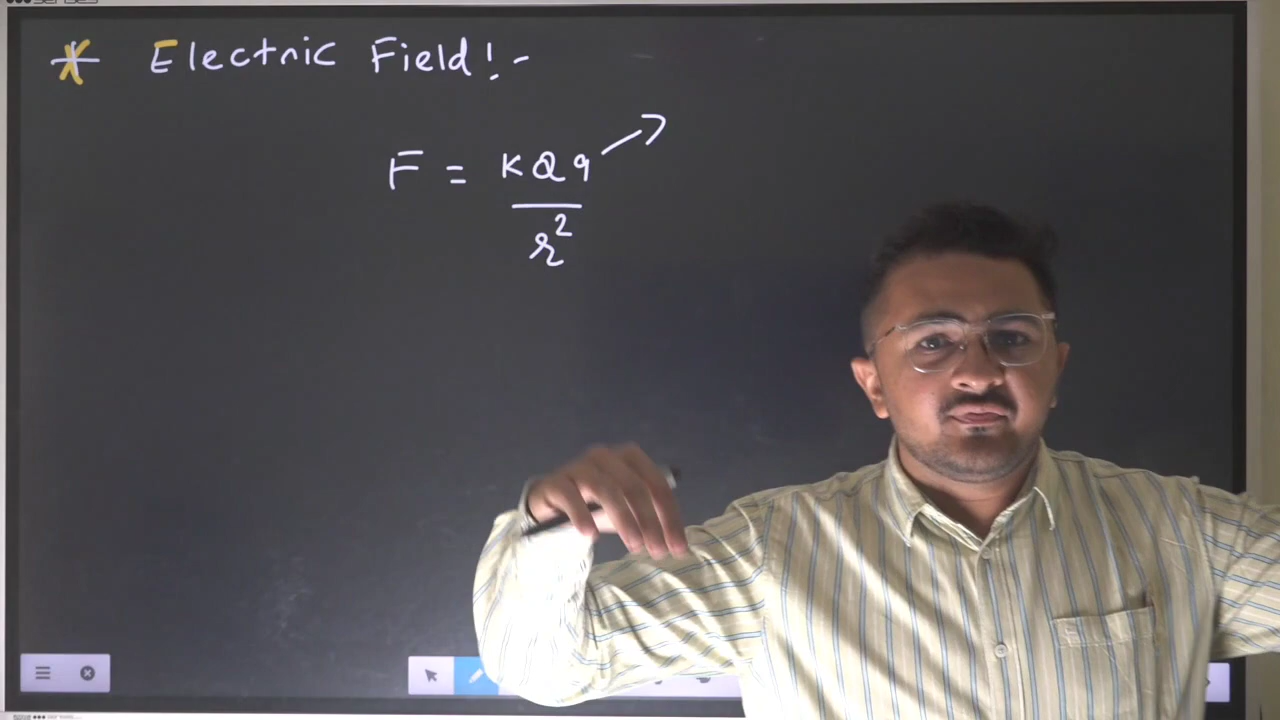 * Electric Field :-
F = KQq
r²